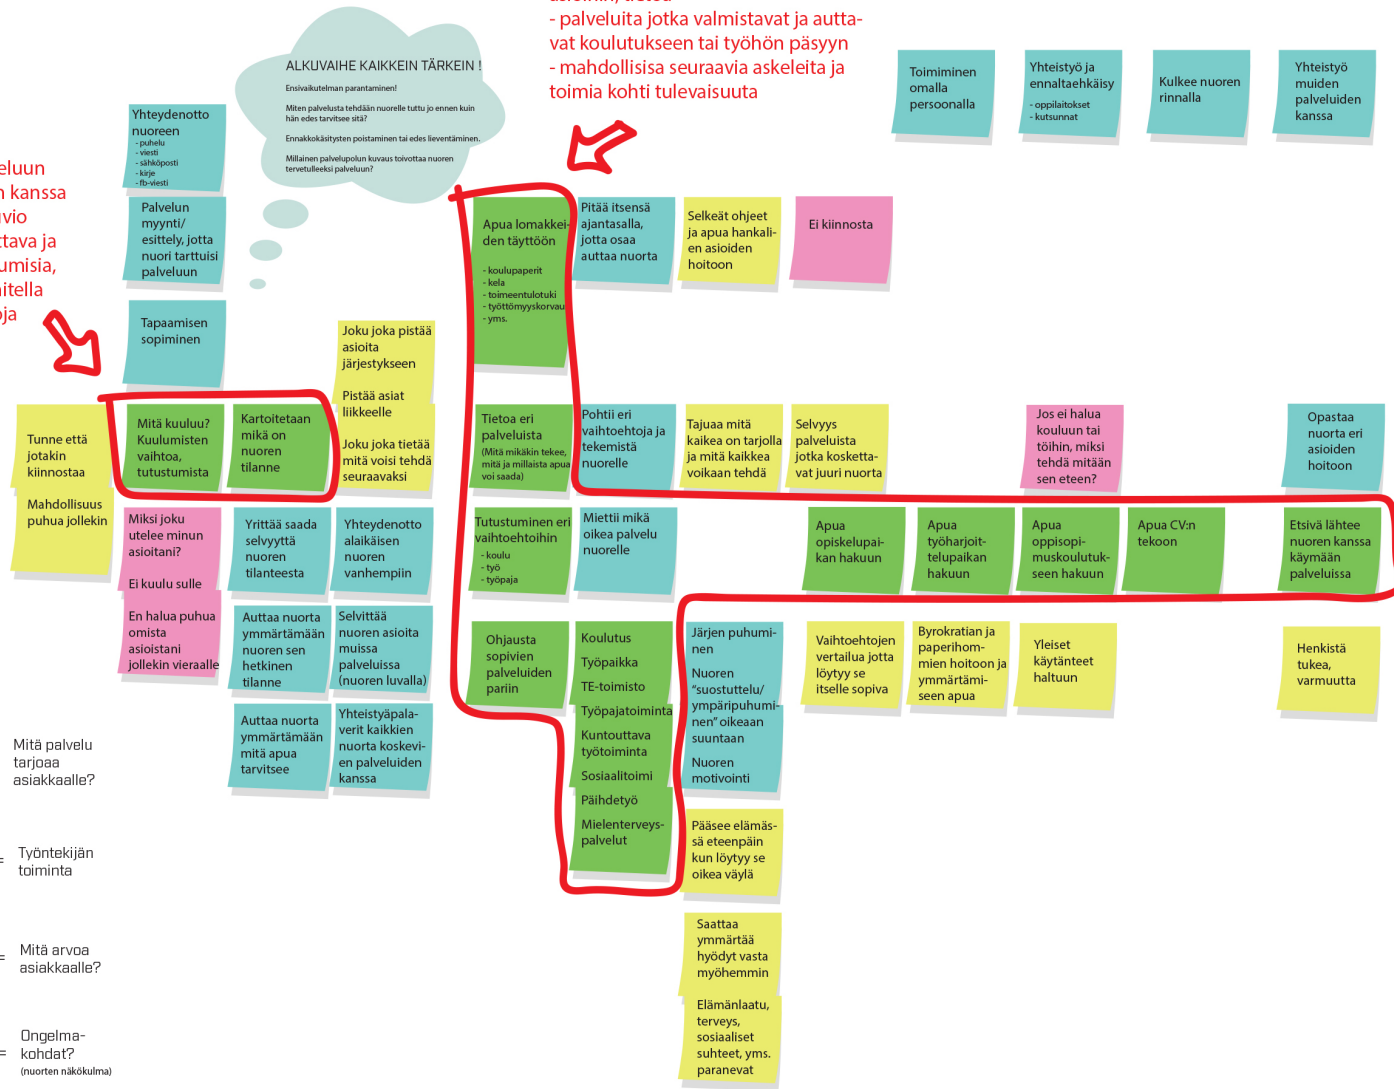 - palveluita jotka valmistavat ja autta-
vat koulutukseen tai työhön päsyyn
- mahdollisisa seuraavia askeleita ja
toimia kohti tulevaisuutta
ALKUVAIHE KAIKKEIN TÄRKEIN !
Ensivaikutelman parantaminen!
Miten palvelusta tehdään nuorelle tuttu jo ennen kuin
hän edes tarvitsee sitä?
Ennakkokäsitysten poistaminen tai edes lieventäminen.
Millainen palvelupolun kuvaus toivottaa nuoren
tervetulleeksi palveluun?
Toimiminen
omalla
persoonalla
Yhteistyö ja
ennaltaehkäisy
- oppilaitokset
- kutsunnat
Kulkee nuoren
rinnalla
Yhteistyö
muiden
palveluiden
kanssa
Yhteydenotto
nuoreen
- puhelu
- viesti
- sähköposti
- kirje
- fb-viesti
eluun
n kanssa
uvio
ttava ja
umisia,
nitella
oja
Palvelun
myynti/
esittely, jotta
nuori tarttuisi
palveluun
Tapaamisen
sopiminen
Apua lomakkei-
den täyttöön
- koulupaperit
- kela
- toimeentulotuki
- työttömyyskorvau
- yms.
Pitää itsensä
ajantasalla,
jotta osaa
auttaa nuorta
Selkeät ohjeet
ja apua hankali-
en asioiden
hoitoon
Ei kiinnosta
Joku joka pistää
asioita
järjestykseen
Pistää asiat
liikkeelle
Joku joka tietää
mitä voisi tehdä
seuraavaksi
Tunne että
jotakin
kiinnostaa
Mahdollisuus
puhua jollekin
Mitä kuuluu?
Kuulumisten
vaihtoa,
tutustumista
Kartoitetaan
mikä on
nuoren
tilanne
Tietoa eri
palveluista
(Mitä mikäkin tekee,
mitä ja millaista apua
voi saada)
Pohtii eri
vaihtoehtoja ja
tekemistä
nuorelle
Tajuaa mitä
kaikea on tarjolla
ja mitä kaikkea
voikaan tehdä
Selvyys
palveluista
jotka koskettà-
vat juuri nuorta
Jos ei halua
kouluun tai
töihin, miksi
tehdä mitään
sen eteen?
Opastaa
nuorta eri
asioiden
hoitoon
Miksi joku
utelee minun
asioitani?
Ei kuulu sulle
En halua puhua
omista
asioistani
jollekin vieraalle
Yrittää saada
selvyyttä
nuoren
tilanteesta
Yhteydenotto
alaikäisen
nuoren
vanhempiin
Tutustuminen eri
vaihtoehtoihin
- koulu
- työ
- työpaja
Miettii mikä
oikea palvelu
nuorelle
Apua
opiskelupai-
kan hakuun
Apua
työharjoit-
telupaikan
hakuun
Apua
oppisopi-
muskoulutuk-
seen hakuun
Apua CV:n
tekoon
Etsivä lähtee
nuoren kanssa
käymään
palveluissa
Auttaa nuorta
ymmärtämään
nuoren sen
hetkinen
tilanne
Selvittää
nuoren asioita
muissa
palveluissa
(nuoren luvalla)
Ohjausta
sopivien
palveluiden
pariin
Koulutus
Työpaikka
TE-toimisto
Työpajatoiminta
Kuntouttava
työtoiminta
Sosiaalitoimi
Päihdetyö
Mielenterveys-
palvelut
Järjen puhumi-
nen
Nuoren
"suostuttelu/
ympäripuhumi-
nen" oikeaan
suuntaan
Nuoren
motivointi
Vaihtoehtojen
vertailua jotta
löytyy se
itselle sopiva
Byrokratian ja
paperihom-
mien hoitoon ja
ymmärtämi-
seen apua
Yleiset
käytänteet
haltuun
Henkistä
tukea,
varmuutta
Auttaa nuorta
ymmärtämään
mitä apua
tarvitsee
Yhteistyäpala-
verit kaikkien
nuorta koskevi-
en palveluiden
kanssa
Pääsee elämäs-
sä eteenpäin
kun löytyy se
oikea väylä
Saattaa
ymmärtää
hyödyt vasta
myöhemmin
Elämänlaatu,
terveys,
sosiaaliset
suhteet, yms.
paranevat
Mitä palvelu
tarjoaa
asiakkaalle?
= Työntekijän
toiminta
= Mitä arvoa
asiakkaalle?
= Ongelma-
kohdat?
(nuorten näkökulma)